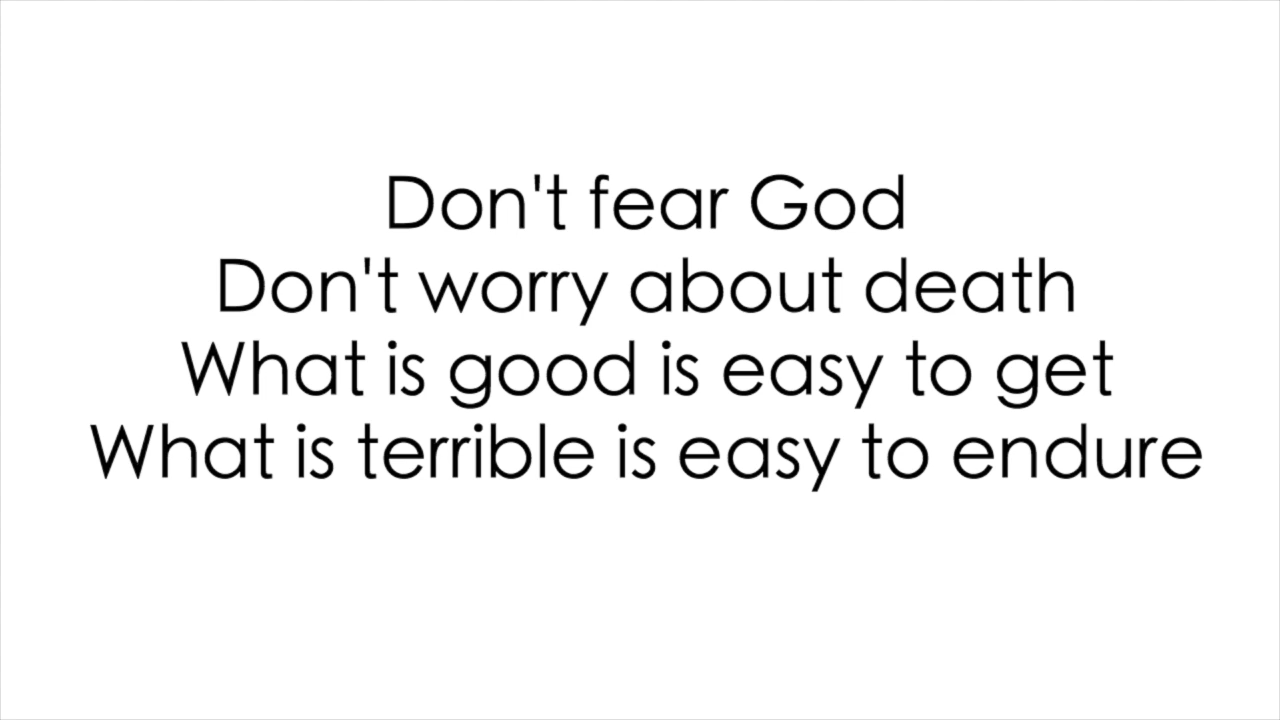 Don't fear God
Don't worry about death
What is good is easy to get
What is terrible is easy to endure